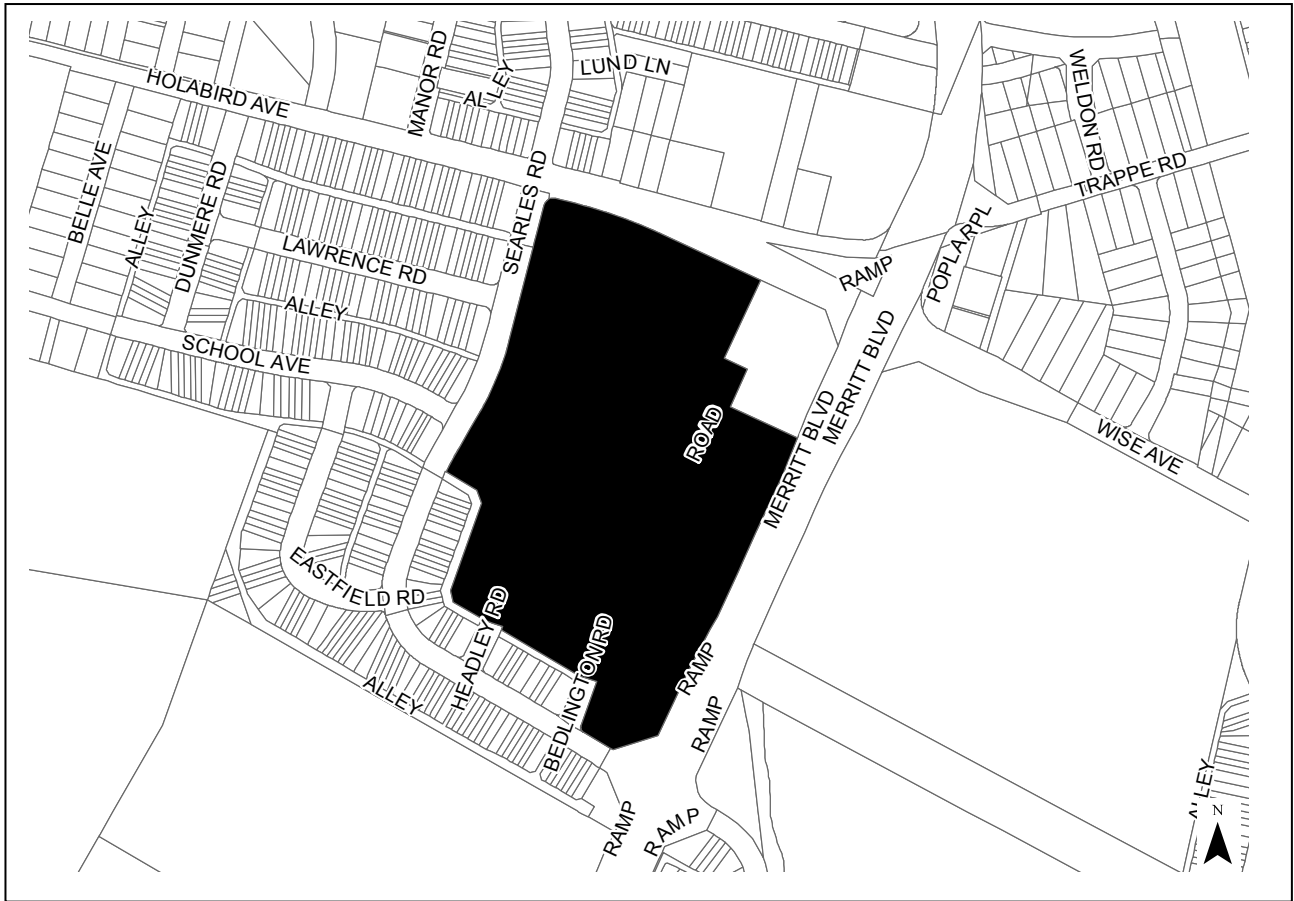 MANOR RD
LUND LN
ALLEY
HOLABIRD AVE
WELDON RD
TRAPPE RD
BELLE AVE
ALLEY
DUNMERE RD
SEARLES RD
LAWRENCE RD
RAMP
POPLAR PL
ALLEY
SCHOOL AVE
MERRITT BLVD
MERRITT BLVD
ROAD
WISE AVE
EASTFIELD RD
HEADLEY RD
BEDLINGTON RD
RAMP
ALLEY
RAMP
ALLEY
RAMP
RAMP
N